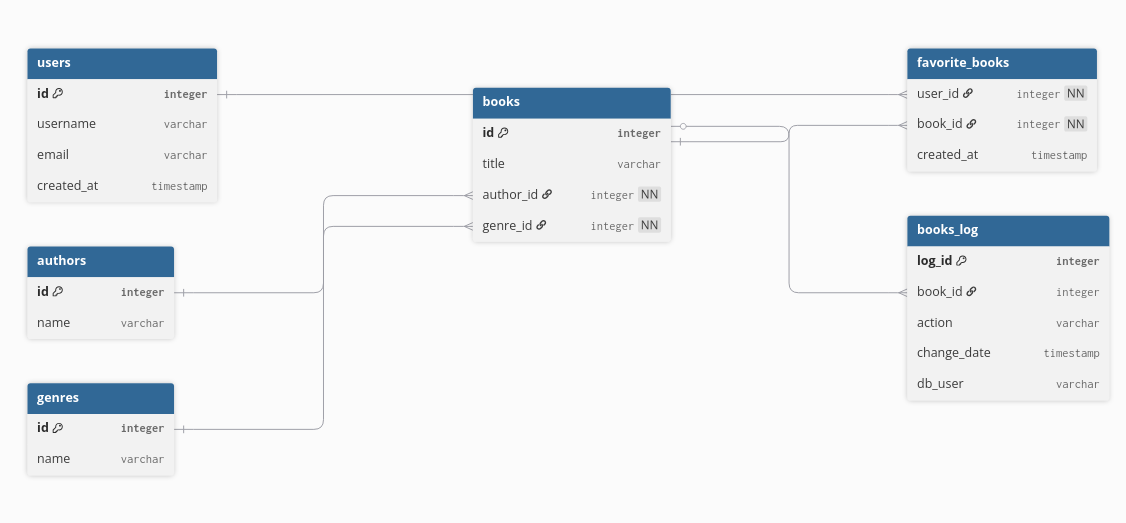 users
id integer
username varchar
email varchar
created_at timestamp
authors
id integer
name varchar
genres
id integer
name varchar
books
id integer
title varchar
author_id integer NN
genre_id integer NN
favorite_books
user_id integer NN
book_id integer NN
created_at timestamp
books_log
log_id integer
book_id integer
action varchar
change_date timestamp
db_user varchar